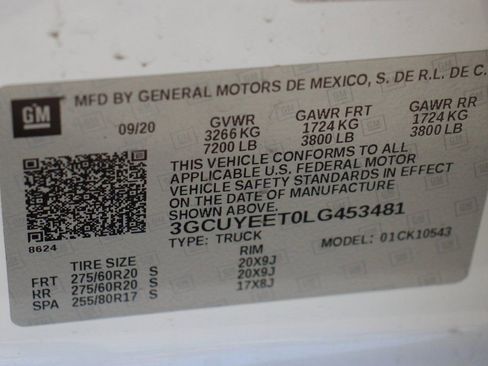 GM
MFD BY GENERAL MOTORS DE MEXICO, S. DE R.L. DE C.
09/20 GVWR GAWR FRT GAWR RR
3266 KG 1724 KG 1724 KG
7200 LB 3800 LB 3800 LB
THIS VEHICLE CONFORMS TO ALL
APPLICABLE U.S. FEDERAL MOTOR
VEHICLE SAFETY STANDARDS IN EFFECT
ON THE DATE OF MANUFACTURE
SHOWN ABOVE.
3GCUYEET0LG453481
8624
TYPE: TRUCK MODEL: 01CK10543
TIRE SIZE RIM
FRT 275/60R20 S 20X9J
RR 275/60R20 S 20X9J
SPA 255/80R17 S 17X8J